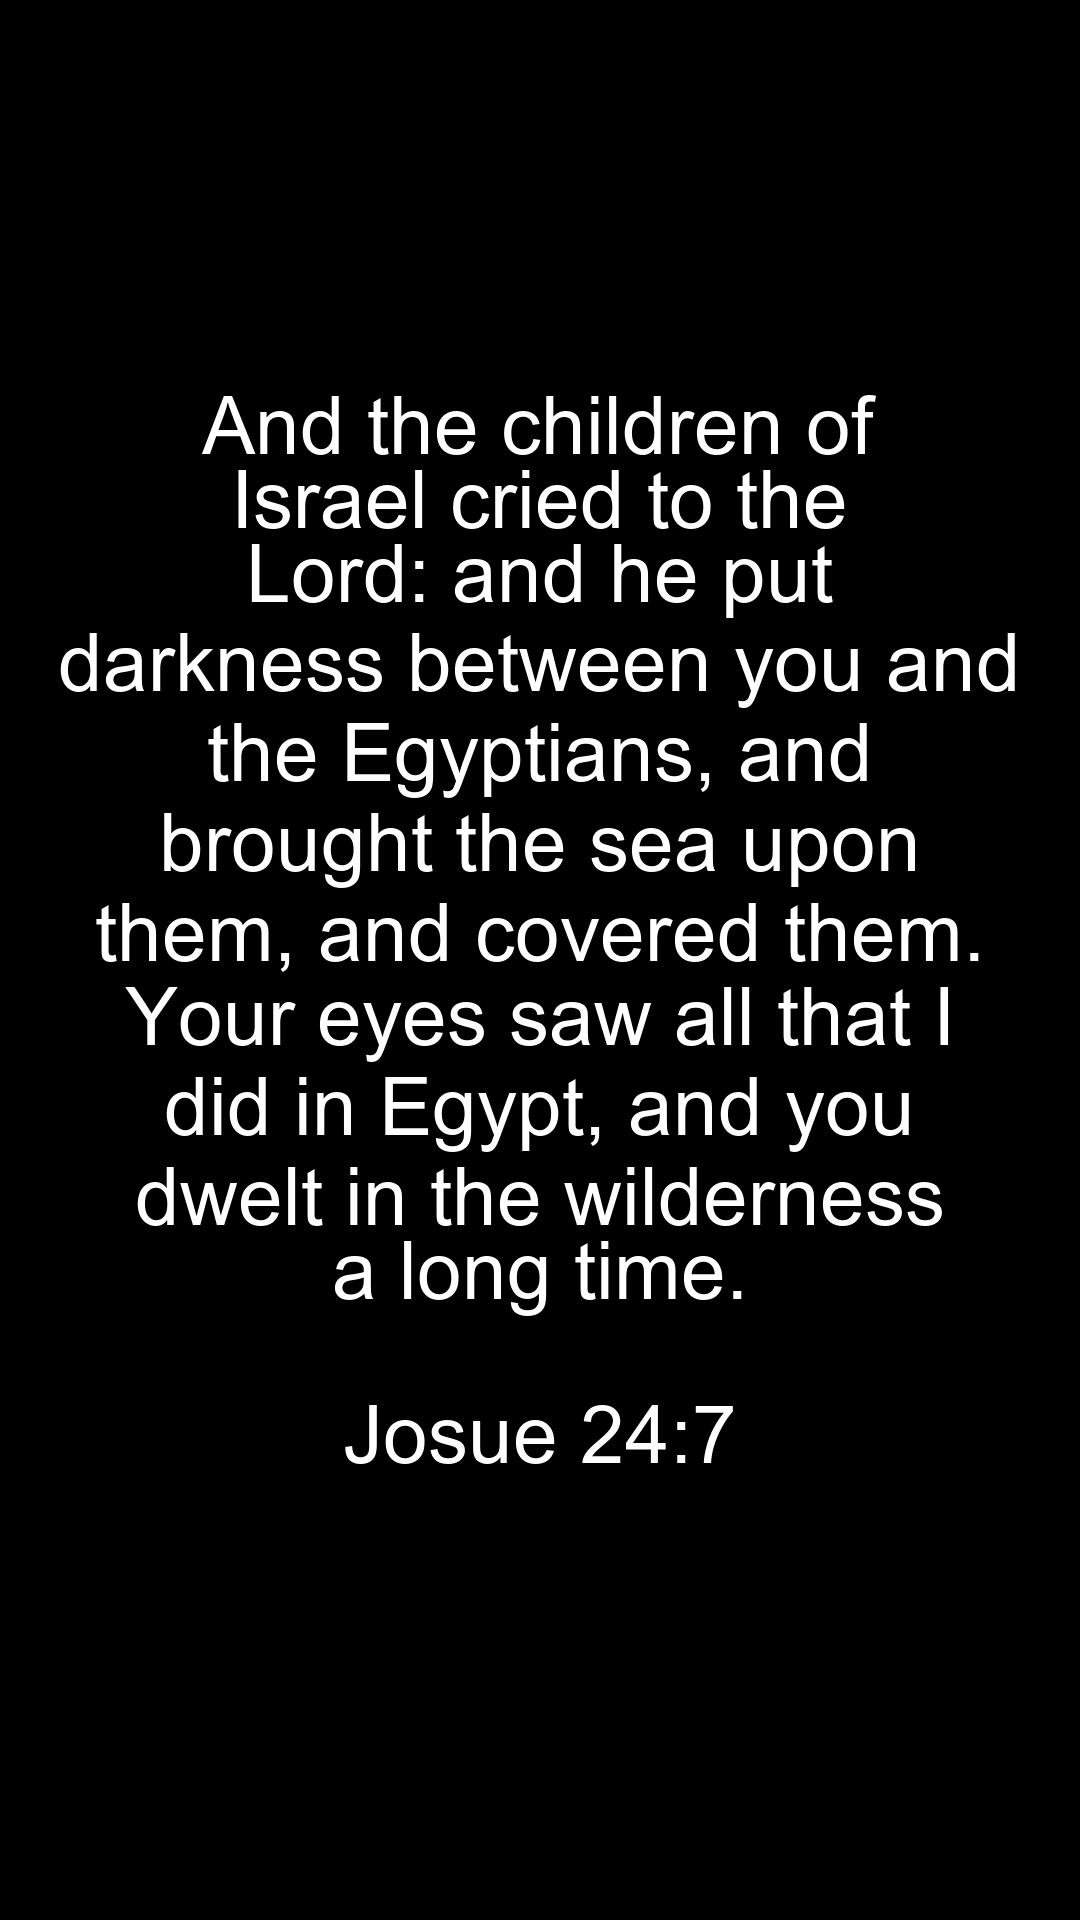 And the children of
Israel cried to the
Lord: and he put
darkness between you and
the Egyptians, and
brought the sea upon
them, and covered them.
Your eyes saw all that I
did in Egypt, and you
dwelt in the wilderness
a long time.
Josue 24:7